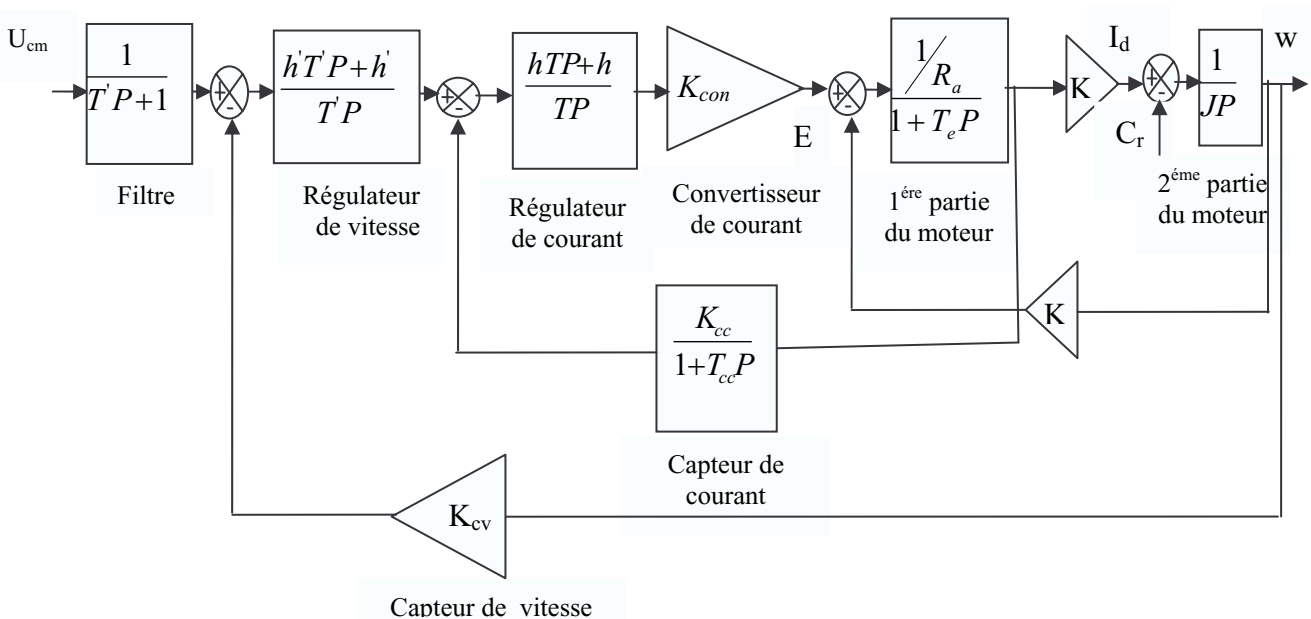 U_cm
1
T'P+1
Filtre
+
-
h'T'P+h'
T'P
Régulateur
de vitesse
+
-
hTP+h
TP
Régulateur
de courant
K_con
Convertisseur
de courant
+
-
E
1/R_a
1+T_eP
1ére partie
du moteur
K
I_d
+
-
C_r
1
JP
w
2éme partie
du moteur
K
K_cc
1+T_ccP
Capteur de
courant
K_cv
Capteur de vitesse